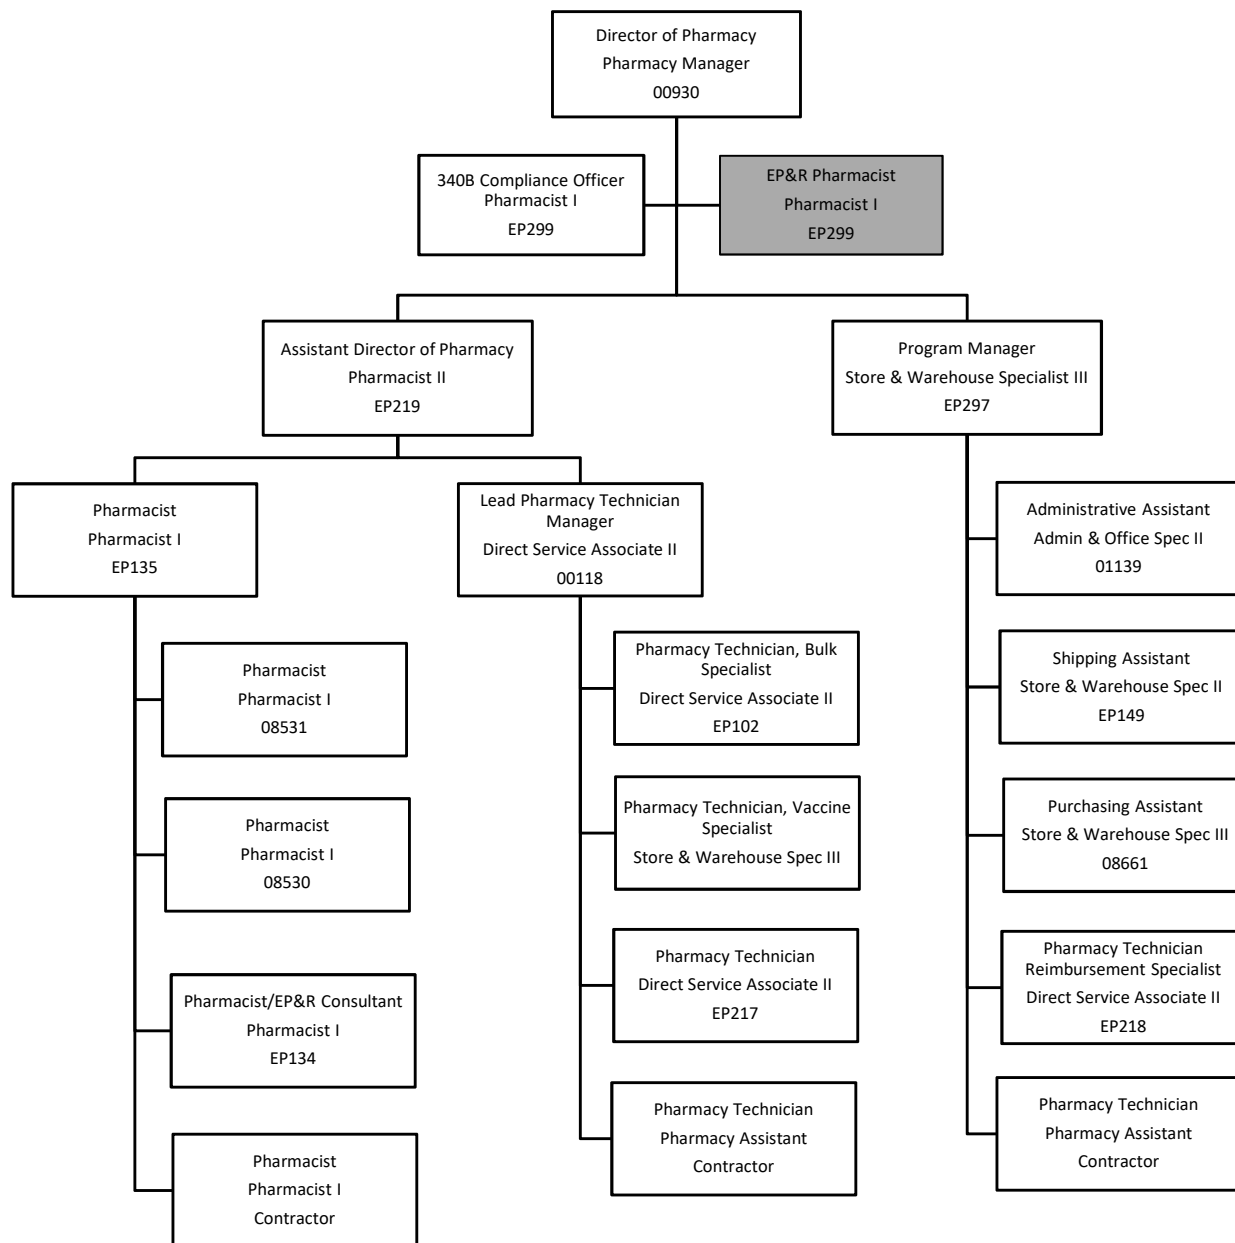 Director of Pharmacy
Pharmacy Manager
00930
340B Compliance Officer
Pharmacist I
EP299
EP&R Pharmacist
Pharmacist I
EP299
Assistant Director of Pharmacy
Pharmacist II
EP219
Program Manager
Store & Warehouse Specialist III
EP297
Pharmacist
Pharmacist I
EP135
Lead Pharmacy Technician
Manager
Direct Service Associate II
00118
Administrative Assistant
Admin & Office Spec II
01139
Pharmacist
Pharmacist I
08531
Pharmacy Technician, Bulk
Specialist
Direct Service Associate II
EP102
Shipping Assistant
Store & Warehouse Spec II
EP149
Pharmacist
Pharmacist I
08530
Pharmacy Technician, Vaccine
Specialist
Store & Warehouse Spec III
Purchasing Assistant
Store & Warehouse Spec III
08661
Pharmacist/EP&R Consultant
Pharmacist I
EP134
Pharmacy Technician
Direct Service Associate II
EP217
Pharmacy Technician
Reimbursement Specialist
Direct Service Associate II
EP218
Pharmacist
Pharmacist I
Contractor
Pharmacy Technician
Pharmacy Assistant
Contractor
Pharmacy Technician
Pharmacy Assistant
Contractor